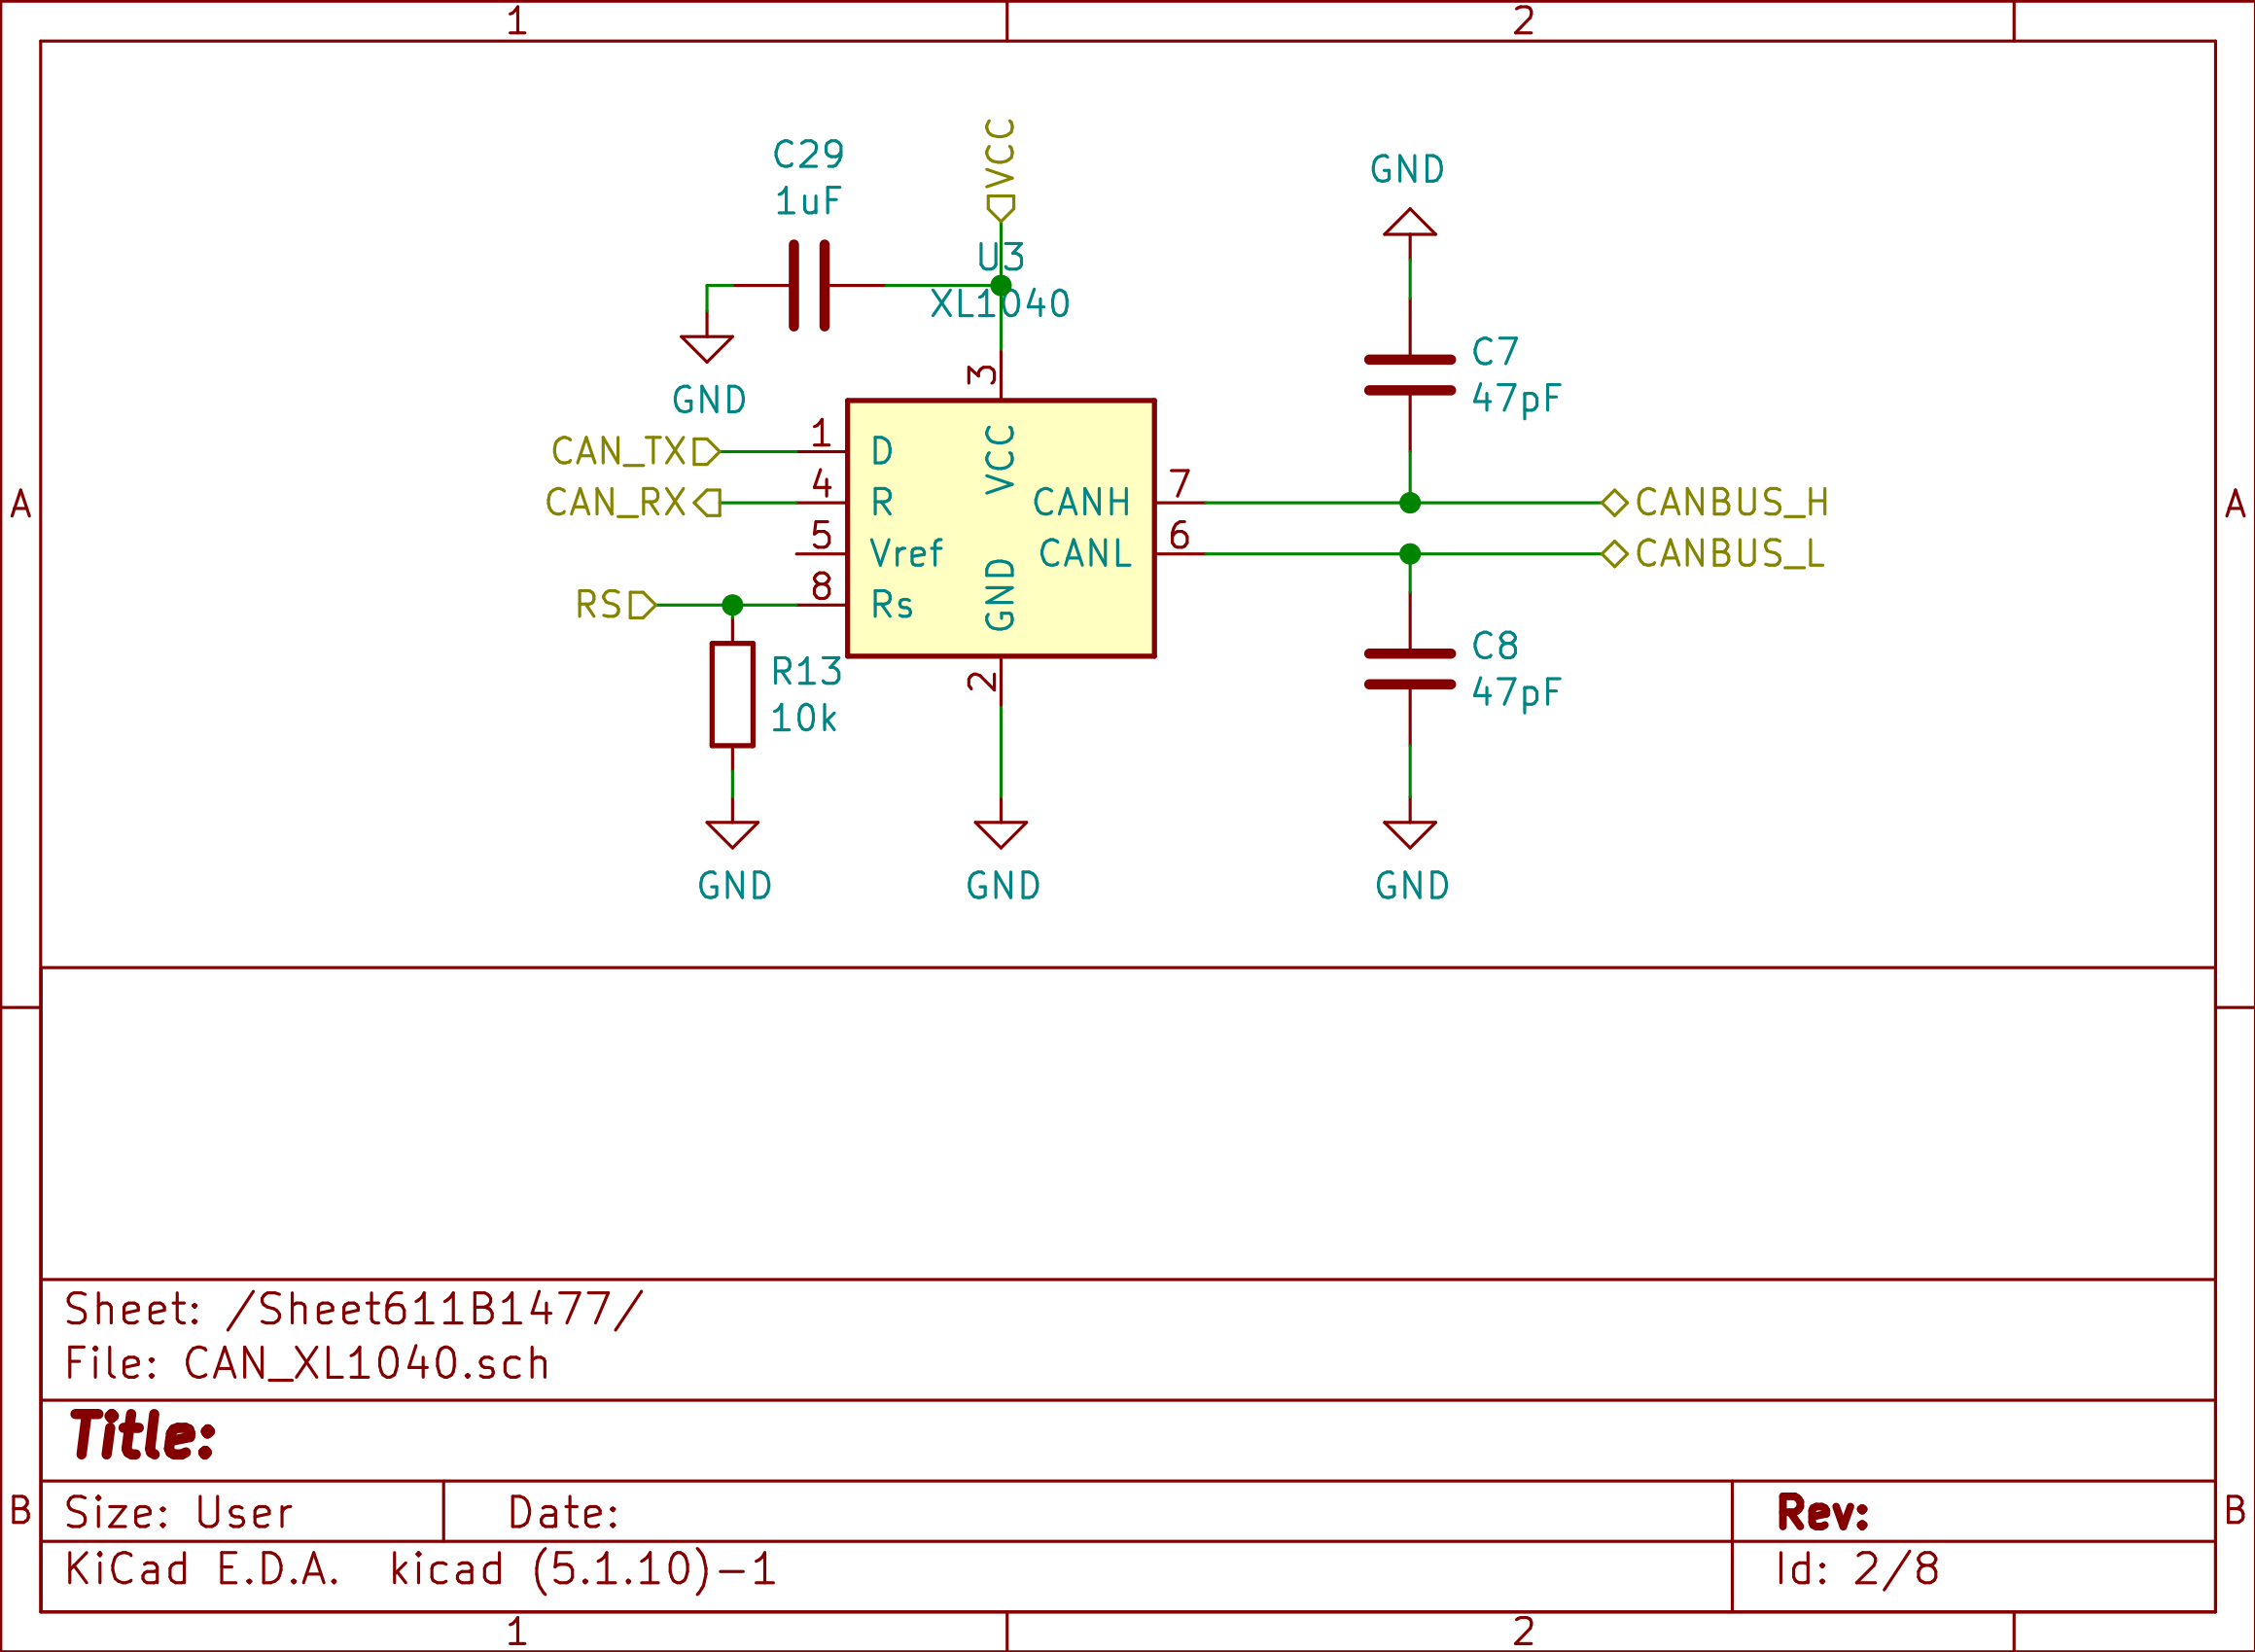 1 2
VCC
C29
1uF
GND
U3
XL1040
C7
47pF
GND
3
CAN_TX 1 D VCC
CAN_RX 4 R CANH 7 CANBUS_H
A A
5 Vref CANL 6 CANBUS_L
RS 8 Rs GND
C8
47pF
R13
10k
2
GND GND GND
Sheet: /Sheet611B1477/
File: CAN_XL1040.sch
Title:
B Size: User Date: Rev: B
KiCad E.D.A. kicad (5.1.10)-1 Id: 2/8
1 2